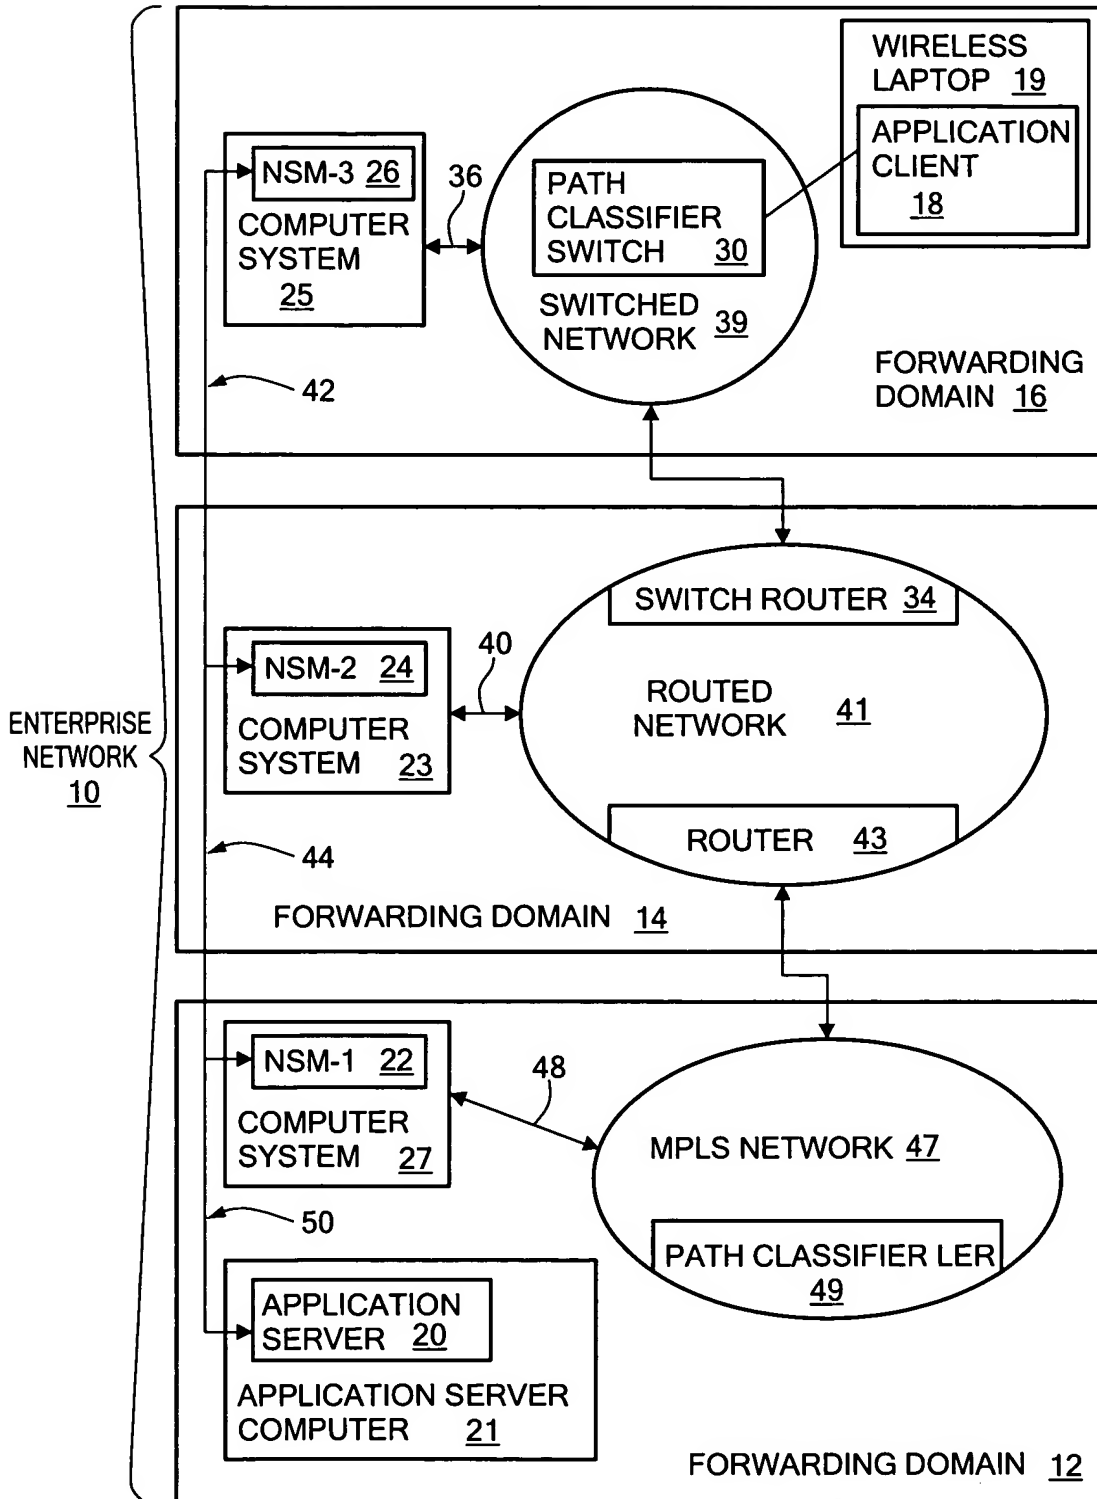 ENTERPRISE
NETWORK
10
WIRELESS
LAPTOP 19
APPLICATION
CLIENT
18
NSM-3 26
COMPUTER
SYSTEM
25
36
PATH
CLASSIFIER
SWITCH 30
SWITCHED
NETWORK 39
42
FORWARDING
DOMAIN 16
SWITCH ROUTER 34
NSM-2 24
COMPUTER
SYSTEM 23
40
ROUTED
NETWORK 41
ROUTER 43
44
FORWARDING DOMAIN 14
NSM-1 22
COMPUTER
SYSTEM 27
48
MPLS NETWORK 47
50
PATH CLASSIFIER LER
49
APPLICATION
SERVER 20
APPLICATION SERVER
COMPUTER 21
FORWARDING DOMAIN 12